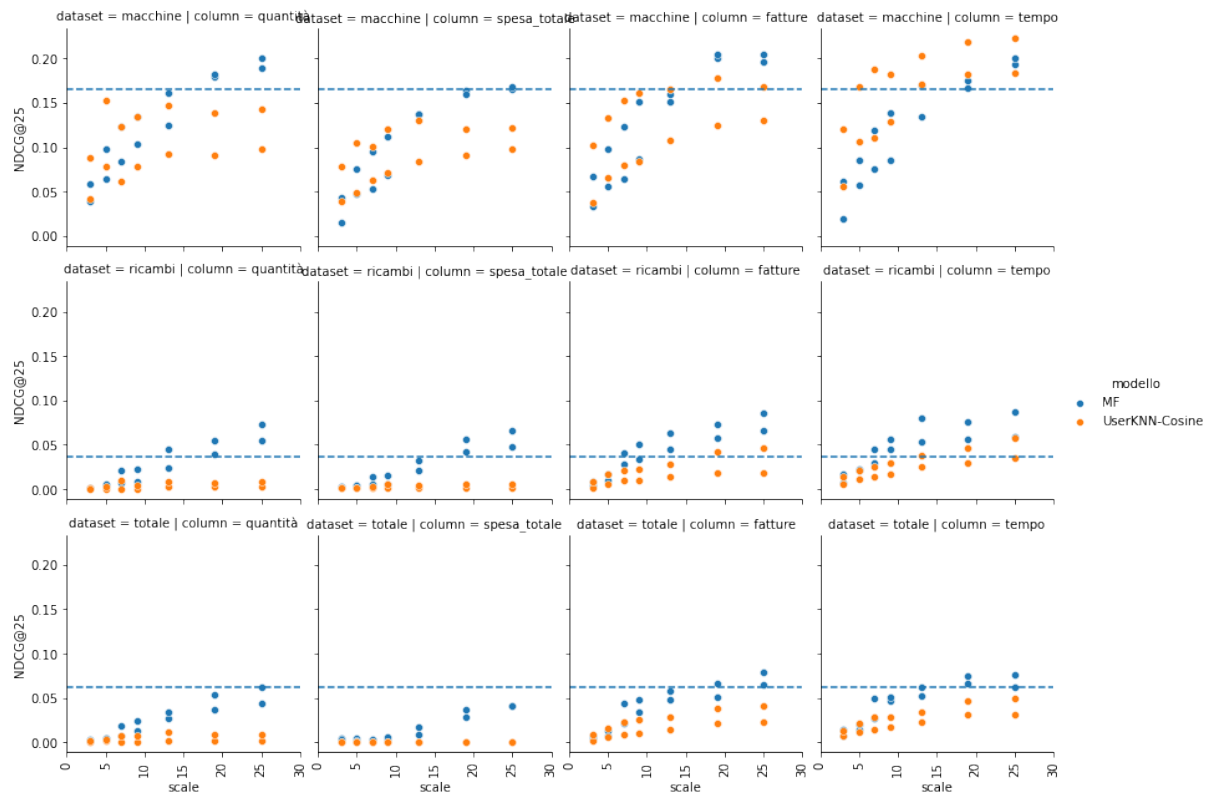 dataset = macchine | column = quantità
dataset = macchine | column = spesa_totale
dataset = macchine | column = fatture
dataset = macchine | column = tempo
NDCG@25
0.20
0.15
0.10
0.05
0.00
dataset = ricambi | column = quantità
dataset = ricambi | column = spesa_totale
dataset = ricambi | column = fatture
dataset = ricambi | column = tempo
NDCG@25
0.20
0.15
0.10
0.05
0.00
modello
MF
UserKNN-Cosine
dataset = totale | column = quantità
dataset = totale | column = spesa_totale
dataset = totale | column = fatture
dataset = totale | column = tempo
NDCG@25
0.20
0.15
0.10
0.05
0.00
0 5 10 15 20 25 30
0 5 10 15 20 25 30
0 5 10 15 20 25 30
0 5 10 15 20 25 30
scale
scale
scale
scale